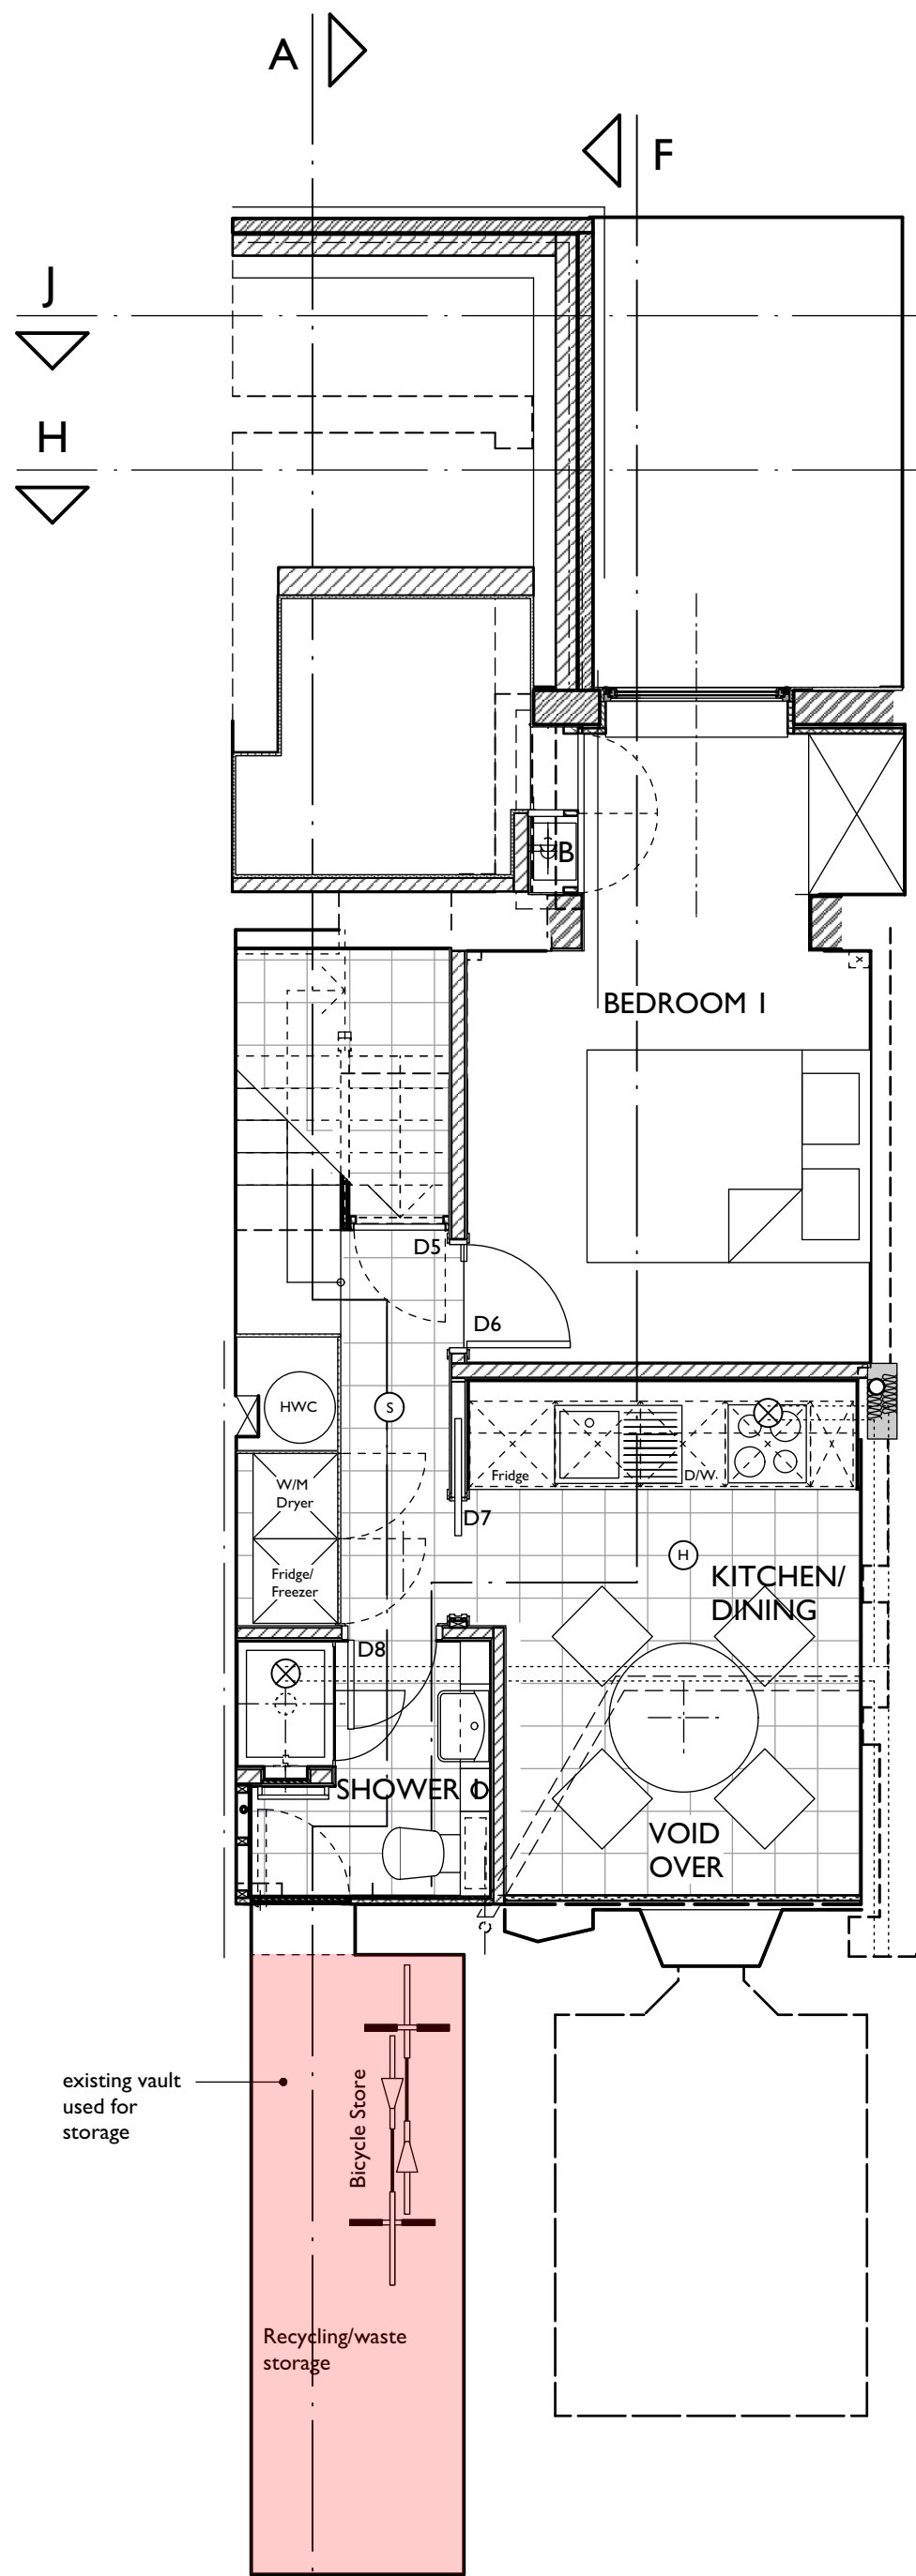 A
F
J
H
B
BEDROOM 1
D5
D6
HWC
S
W/M
Dryer
Fridge
D/W
D7
Fridge/
Freezer
H
KITCHEN/
DINING
D8
SHOWER
VOID
OVER
existing vault
used for
storage
Bicycle Store
Recycling/waste
storage